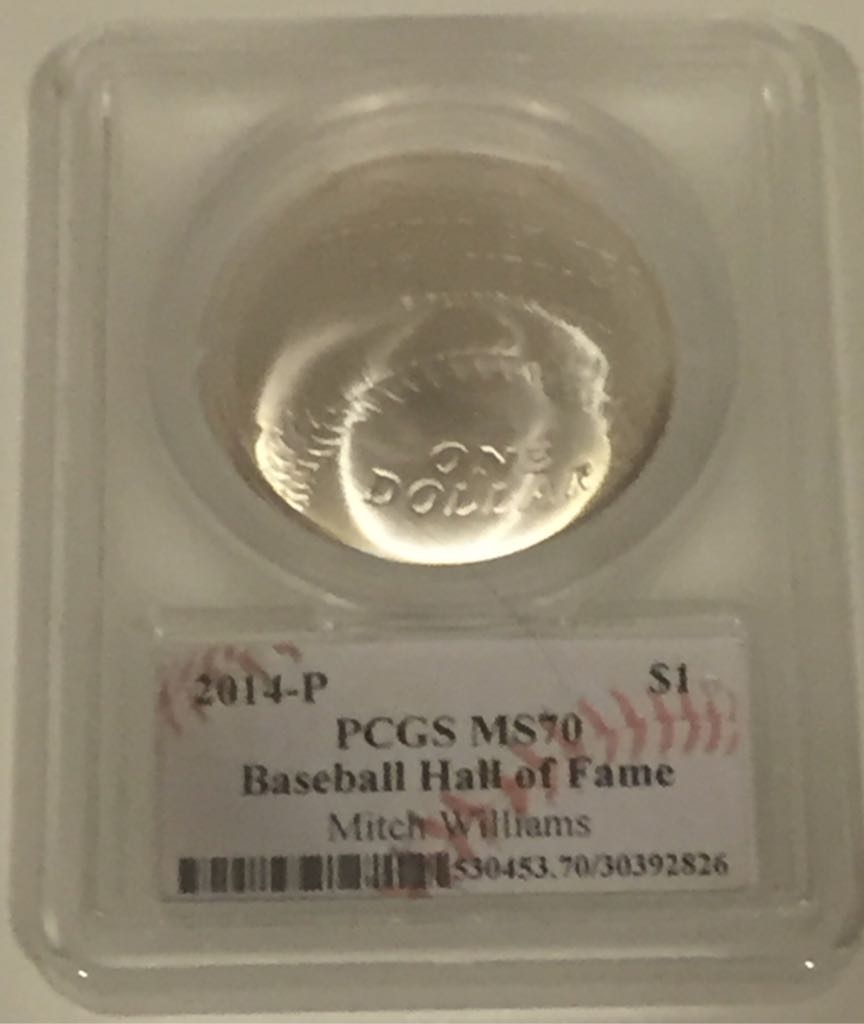 ONE
DOLLAR
2014-P $1
PCGS MS70
Baseball Hall of Fame
Mitch Williams
530453.70/30392826